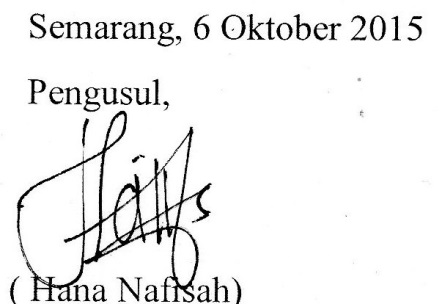 Semarang, 6 Oktober 2015
Pengusul,
( Hana Nafisah)